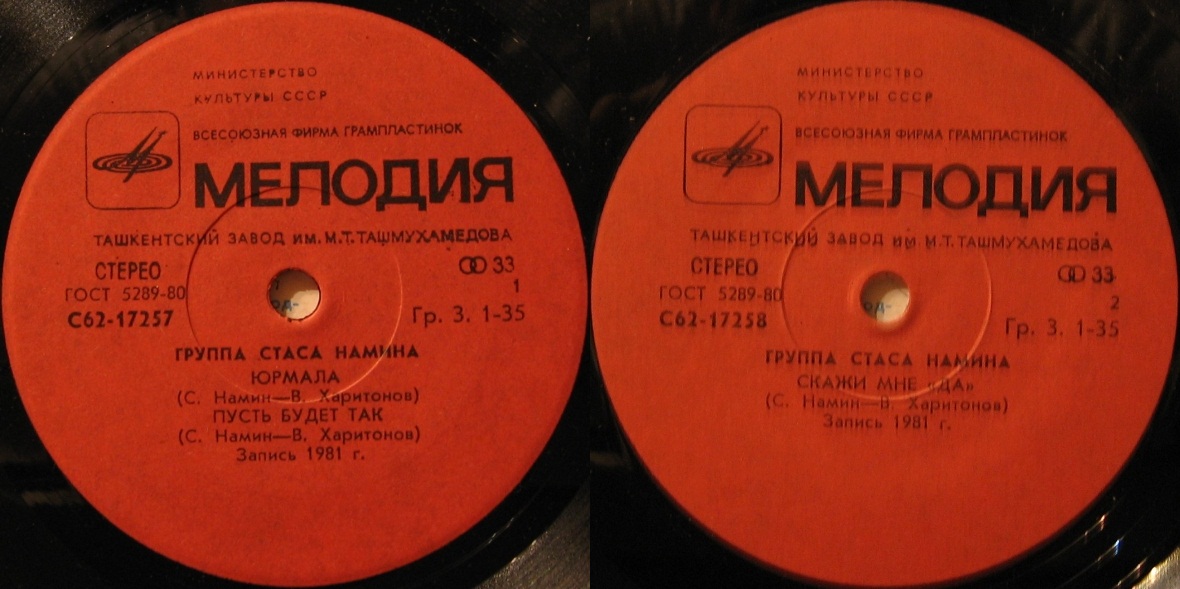 МИНИСТЕРСТВО
КУЛЬТУРЫ СССР
ВСЕСОЮЗНАЯ ФИРМА ГРАМПЛАСТИНОК
МЕЛОДИЯ
ТАШКЕНТСКИЙ ЗАВОД им. М.Т. ТАШМУХАМЕДОВА
СТЕРЕО
33
ГОСТ 5289-80
1
С62-17257
Гр. 3. 1-35
ГРУППА СТАСА НАМИНА
ЮРМАЛА
(С. Намин—В. Харитонов)
ПУСТЬ БУДЕТ ТАК
(С. Намин—В. Харитонов)
Запись 1981 г.
МИНИСТЕРСТВО
КУЛЬТУРЫ СССР
ВСЕСОЮЗНАЯ ФИРМА ГРАМПЛАСТИНОК
МЕЛОДИЯ
ТАШКЕНТСКИЙ ЗАВОД им. М.Т. ТАШМУХАМЕДОВА
СТЕРЕО
33
ГОСТ 5289-80
2
С62-17258
Гр. 3. 1-35
ГРУППА СТАСА НАМИНА
СКАЖИ МНЕ «ДА»
(С. Намин—В. Харитонов)
Запись 1981 г.